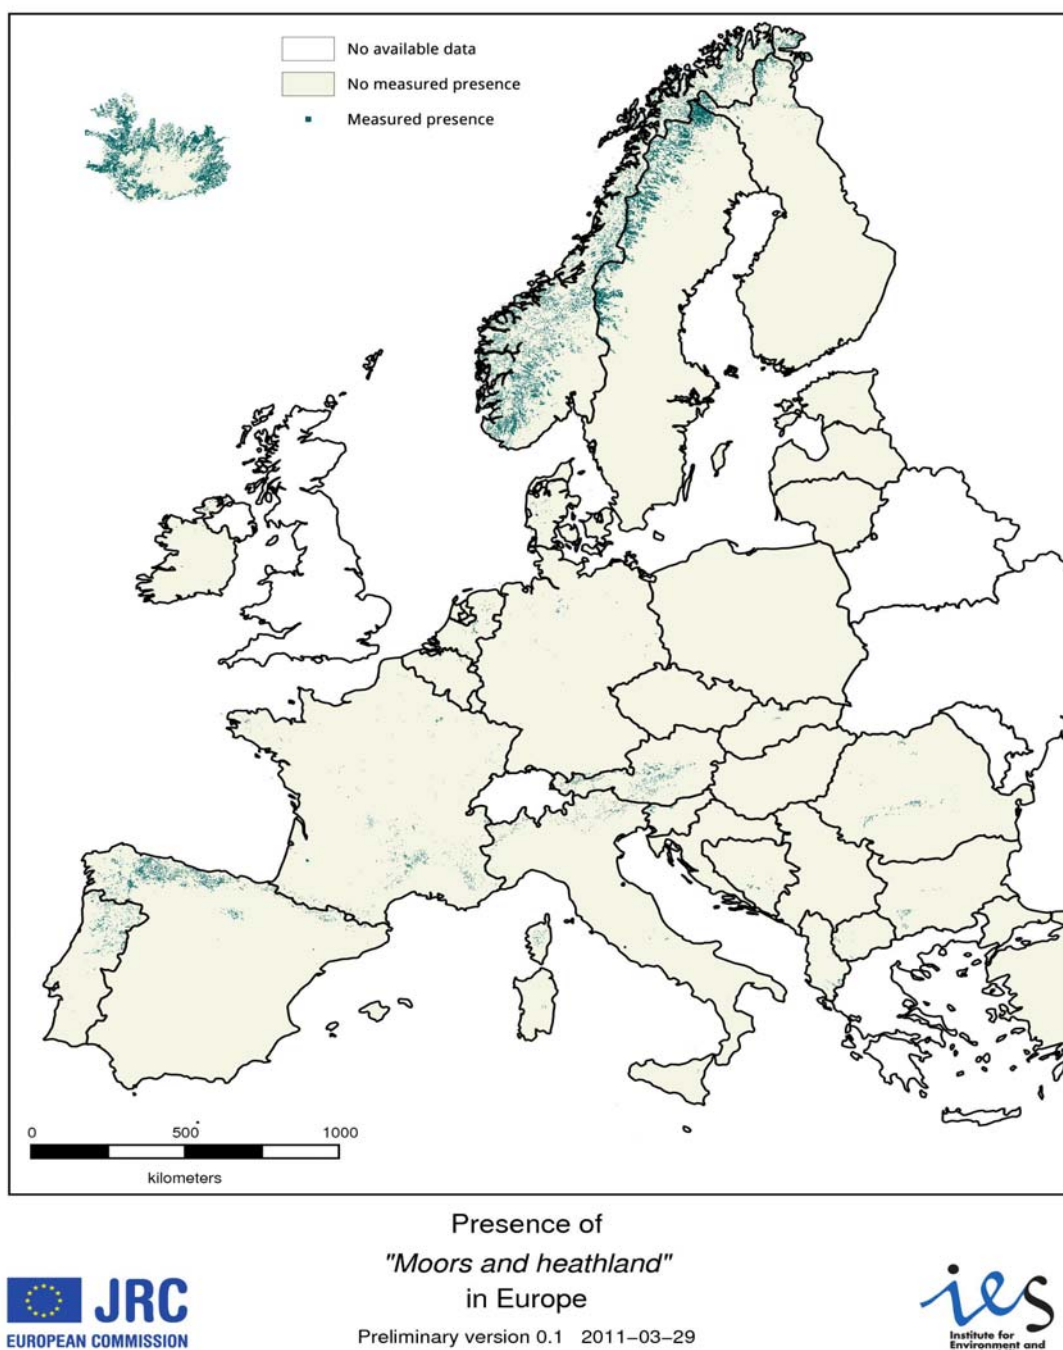 No available data
No measured presence
Measured presence
0 500 1000
kilometers
Presence of
"Moors and heathland"
in Europe
Preliminary version 0.1 2011-03-29
JRC
EUROPEAN COMMISSION
ies
Institute for
Environment and